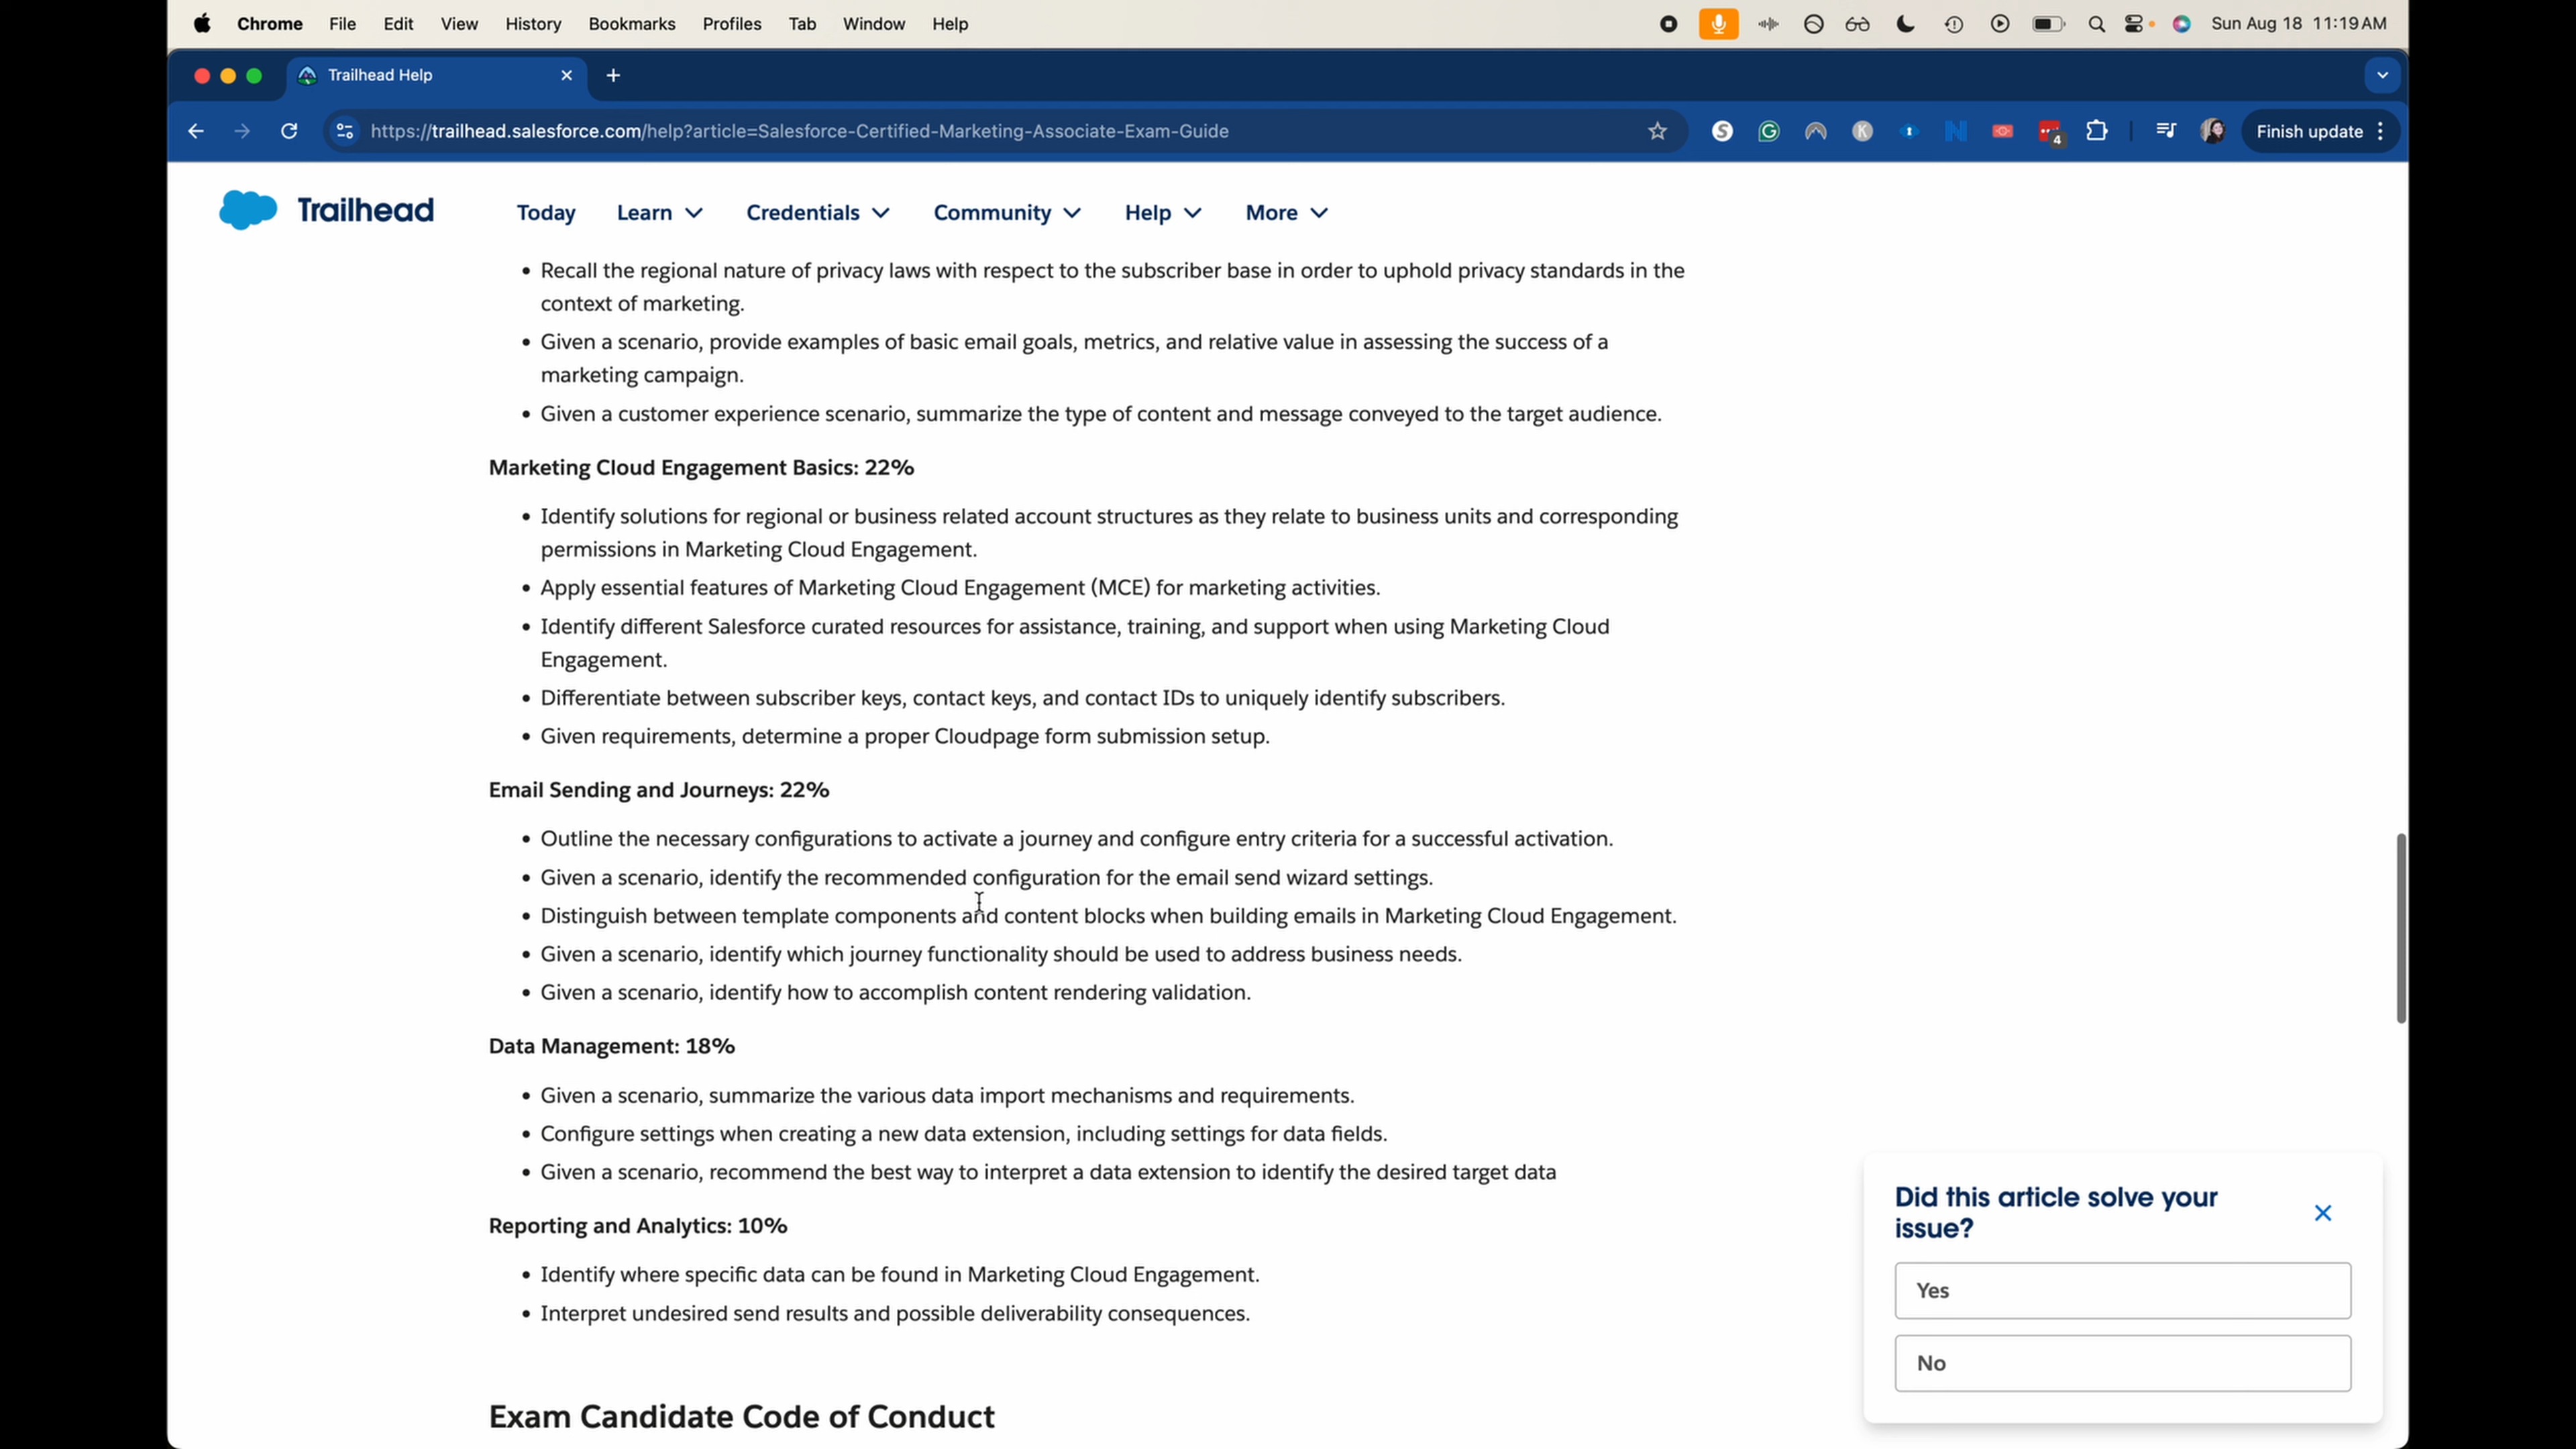 Chrome File Edit View History Bookmarks Profiles Tab Window Help Sun Aug 18 11:19 AM
Trailhead Help
https://trailhead.salesforce.com/help?article=Salesforce-Certified-Marketing-Associate-Exam-Guide 4 Finish update
Trailhead Today Learn Credentials Community Help More
• Recall the regional nature of privacy laws with respect to the subscriber base in order to uphold privacy standards in the
context of marketing.
• Given a scenario, provide examples of basic email goals, metrics, and relative value in assessing the success of a
marketing campaign.
• Given a customer experience scenario, summarize the type of content and message conveyed to the target audience.
Marketing Cloud Engagement Basics: 22%
• Identify solutions for regional or business related account structures as they relate to business units and corresponding
permissions in Marketing Cloud Engagement.
• Apply essential features of Marketing Cloud Engagement (MCE) for marketing activities.
• Identify different Salesforce curated resources for assistance, training, and support when using Marketing Cloud
Engagement.
• Differentiate between subscriber keys, contact keys, and contact IDs to uniquely identify subscribers.
• Given requirements, determine a proper Cloudpage form submission setup.
Email Sending and Journeys: 22%
• Outline the necessary configurations to activate a journey and configure entry criteria for a successful activation.
• Given a scenario, identify the recommended configuration for the email send wizard settings.
• Distinguish between template components and content blocks when building emails in Marketing Cloud Engagement.
• Given a scenario, identify which journey functionality should be used to address business needs.
• Given a scenario, identify how to accomplish content rendering validation.
Data Management: 18%
• Given a scenario, summarize the various data import mechanisms and requirements.
• Configure settings when creating a new data extension, including settings for data fields.
• Given a scenario, recommend the best way to interpret a data extension to identify the desired target data
Reporting and Analytics: 10%
• Identify where specific data can be found in Marketing Cloud Engagement.
• Interpret undesired send results and possible deliverability consequences.
Exam Candidate Code of Conduct
Did this article solve your
issue?
Yes
No